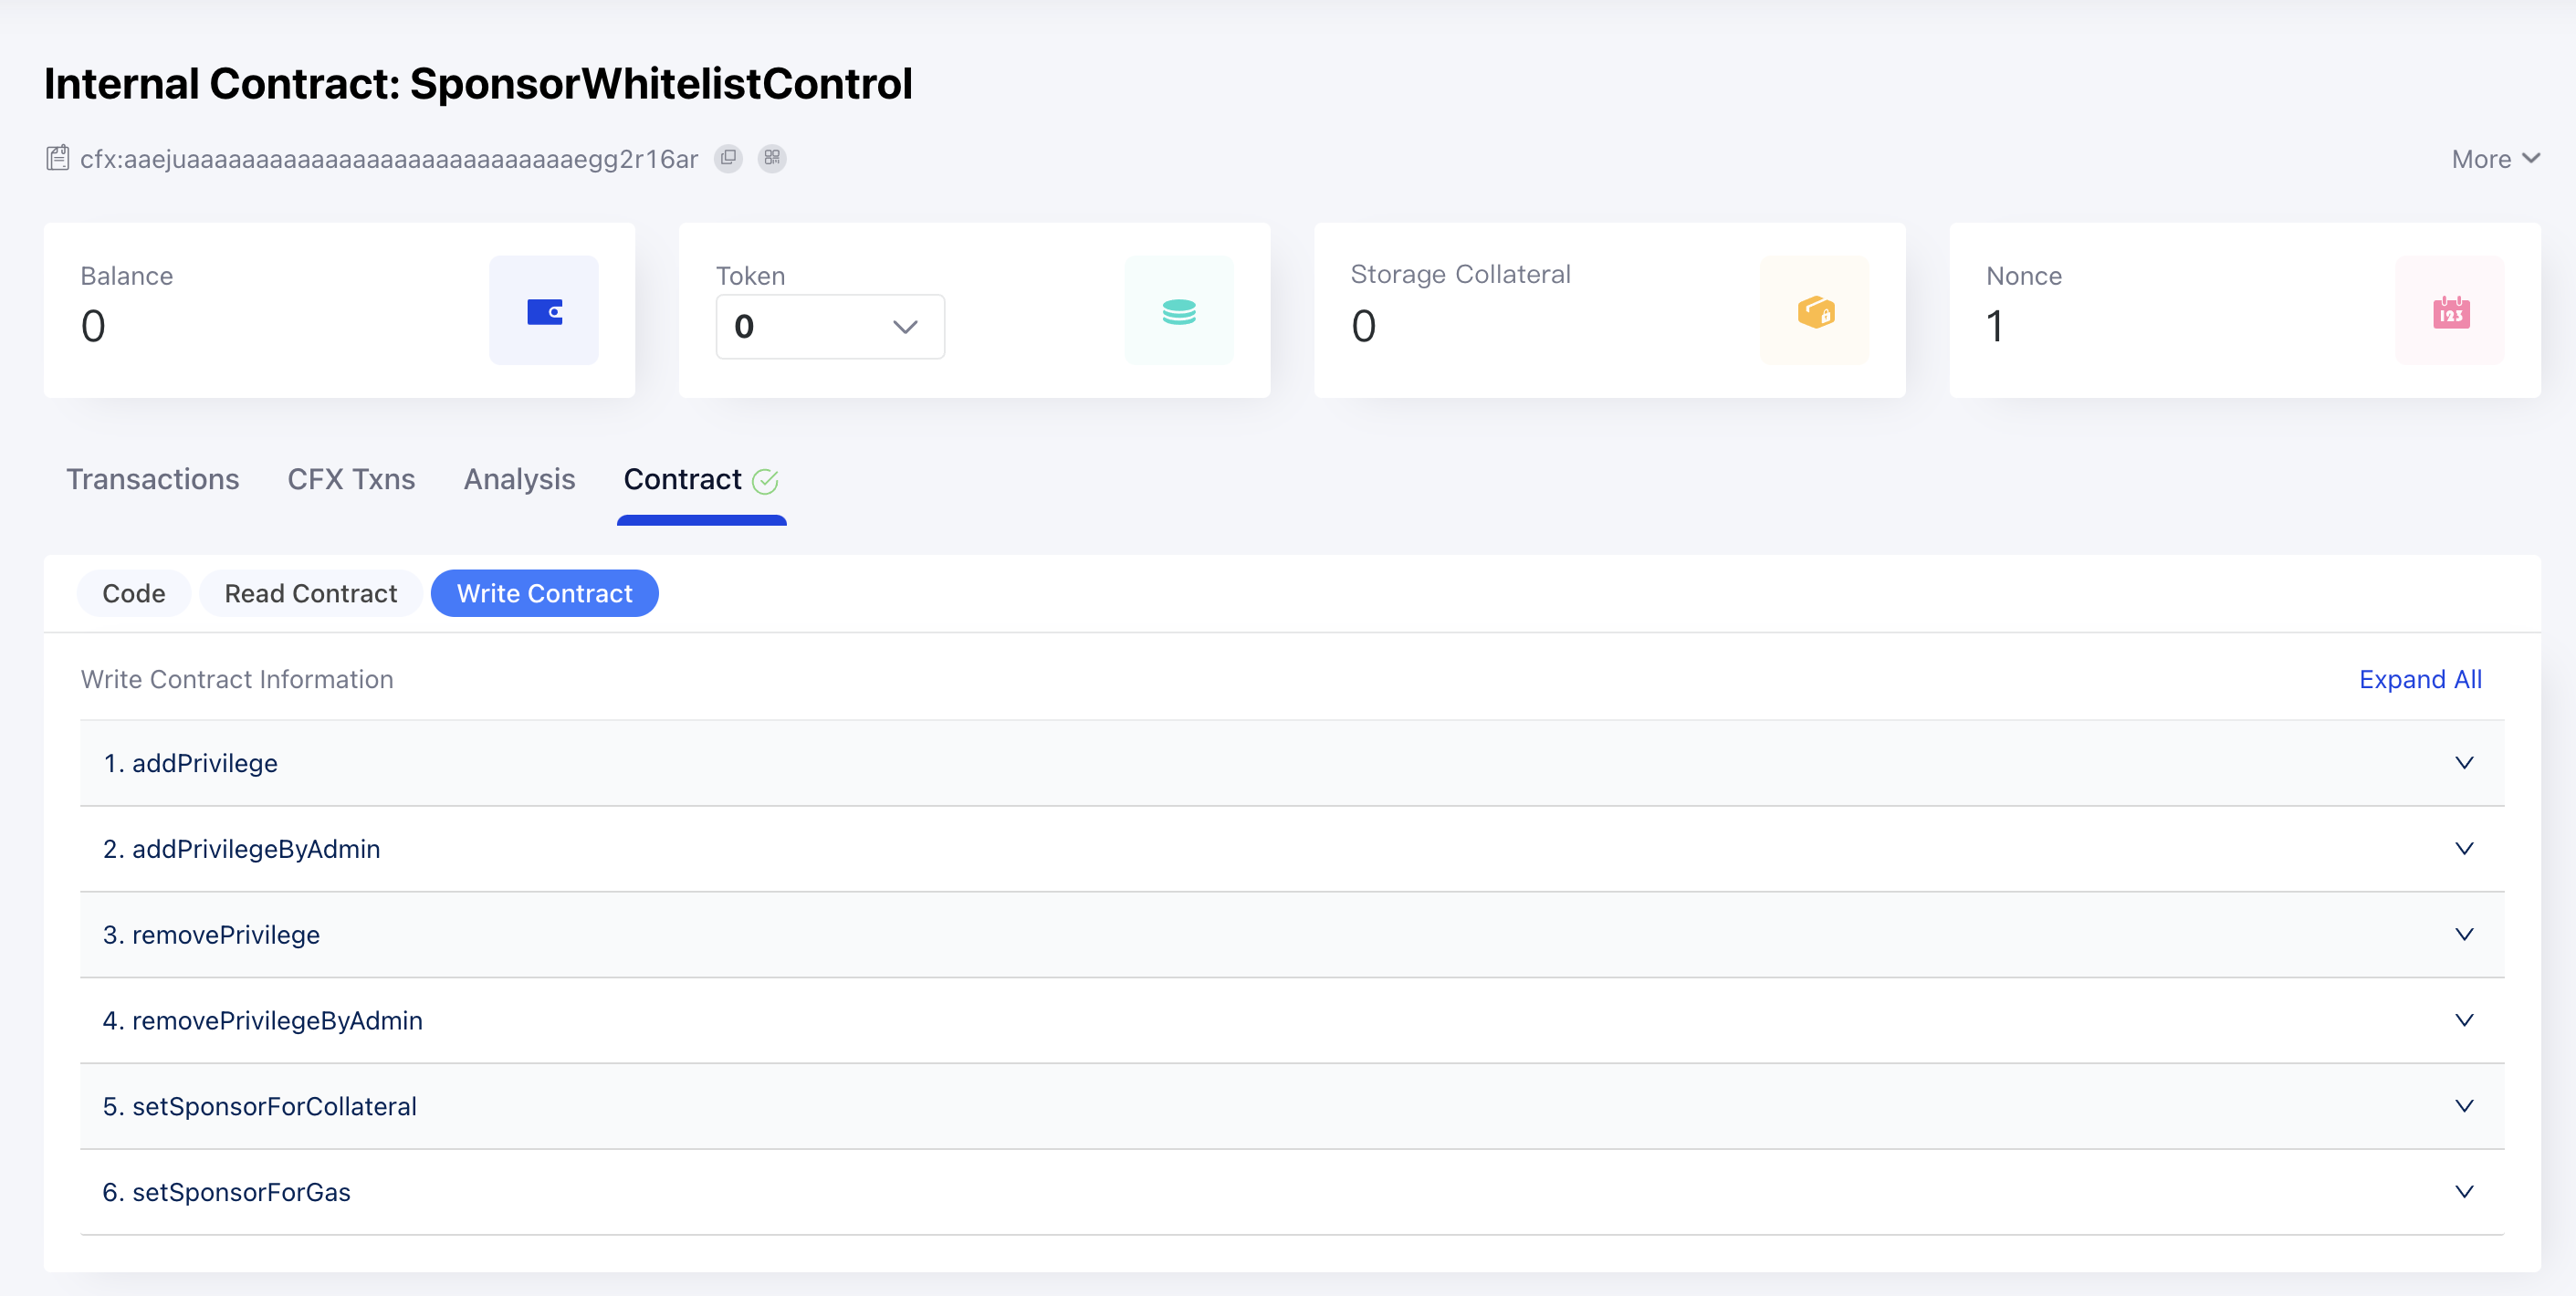 Internal Contract: SponsorWhitelistControl
cfx:aaejuaaaaaaaaaaaaaaaaaaaaaaaaaaaaegg2r16ar
More
Balance
0
Token
0
Storage Collateral
0
Nonce
1
123
Transactions
CFX Txns
Analysis
Contract
Code
Read Contract
Write Contract
Write Contract Information
Expand All
1. addPrivilege
2. addPrivilegeByAdmin
3. removePrivilege
4. removePrivilegeByAdmin
5. setSponsorForCollateral
6. setSponsorForGas